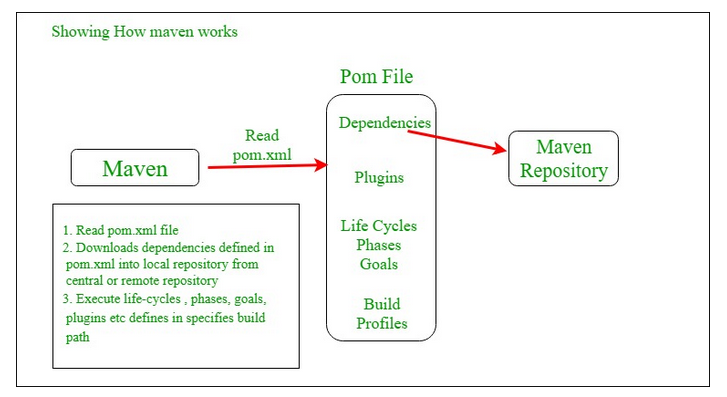 Showing How maven works
Pom File
Dependencies
Read
pom.xml
Maven
Repository
Maven
Plugins
1. Read pom.xml file
2. Downloads dependencies defined in
pom.xml into local repository from
central or remote repository
3. Execute life-cycles , phases, goals,
plugins etc defines in specifies build
path
Life Cycles
Phases
Goals
Build
Profiles